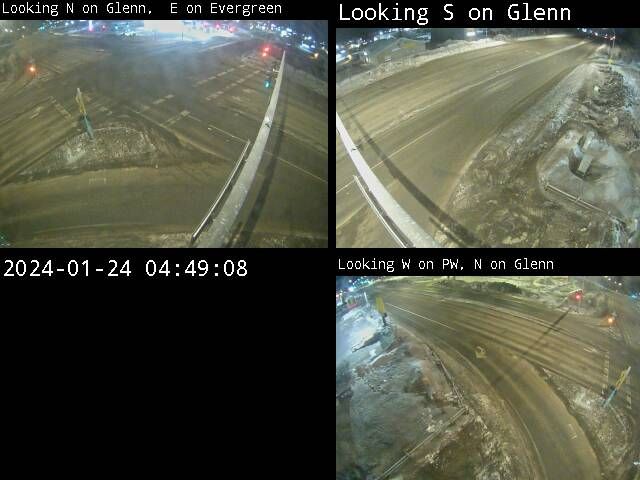 Looking N on Glenn, E on Evergreen
Looking S on Glenn
2024-01-24 04:49:08
Looking W on PW, N on Glenn